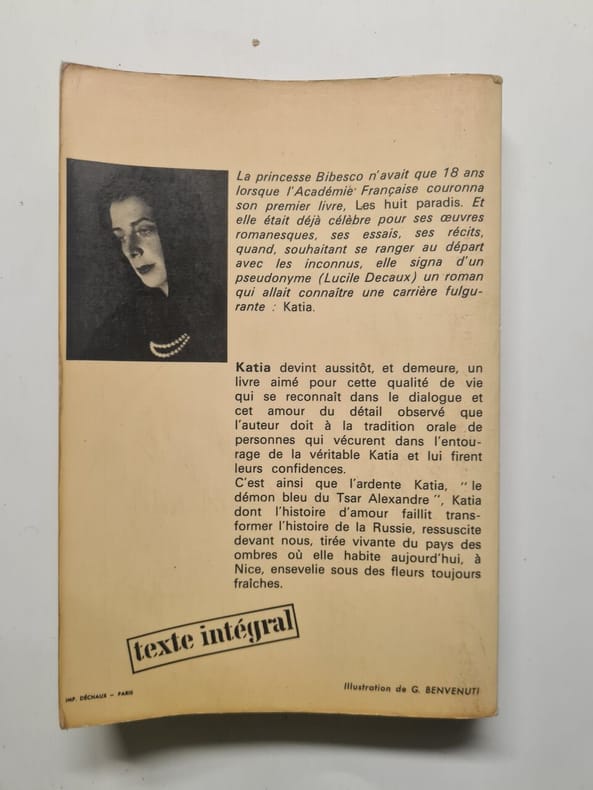 La princesse Bibesco n'avait que 18 ans
lorsque l'Académie Française couronna
son premier livre, Les huit paradis. Et
elle était déjà célèbre pour ses œuvres
romanesques, ses essais, ses récits,
quand, souhaitant se ranger au départ
avec les inconnus, elle signa d'un
pseudonyme (Lucile Decaux) un roman
qui allait connaître une carrière fulgu-
rante : Katia.
Katia devint aussitôt, et demeure, un
livre aimé pour cette qualité de vie
qui se reconnaît dans le dialogue et
cet amour du détail observé que
l'auteur doit à la tradition orale de
personnes qui vécurent dans l'entou-
rage de la véritable Katia et lui firent
leurs confidences.
C'est ainsi que l'ardente Katia, "le
démon bleu du Tsar Alexandre", Katia
dont l'histoire d'amour faillit trans-
former l'histoire de la Russie, ressuscite
devant nous, tirée vivante du pays des
ombres où elle habite aujourd'hui, à
Nice, ensevelie sous des fleurs toujours
fraîches.
texte intégral
IMP. DÉCHAUX – PARIS
Illustration de G. BENVENUTI